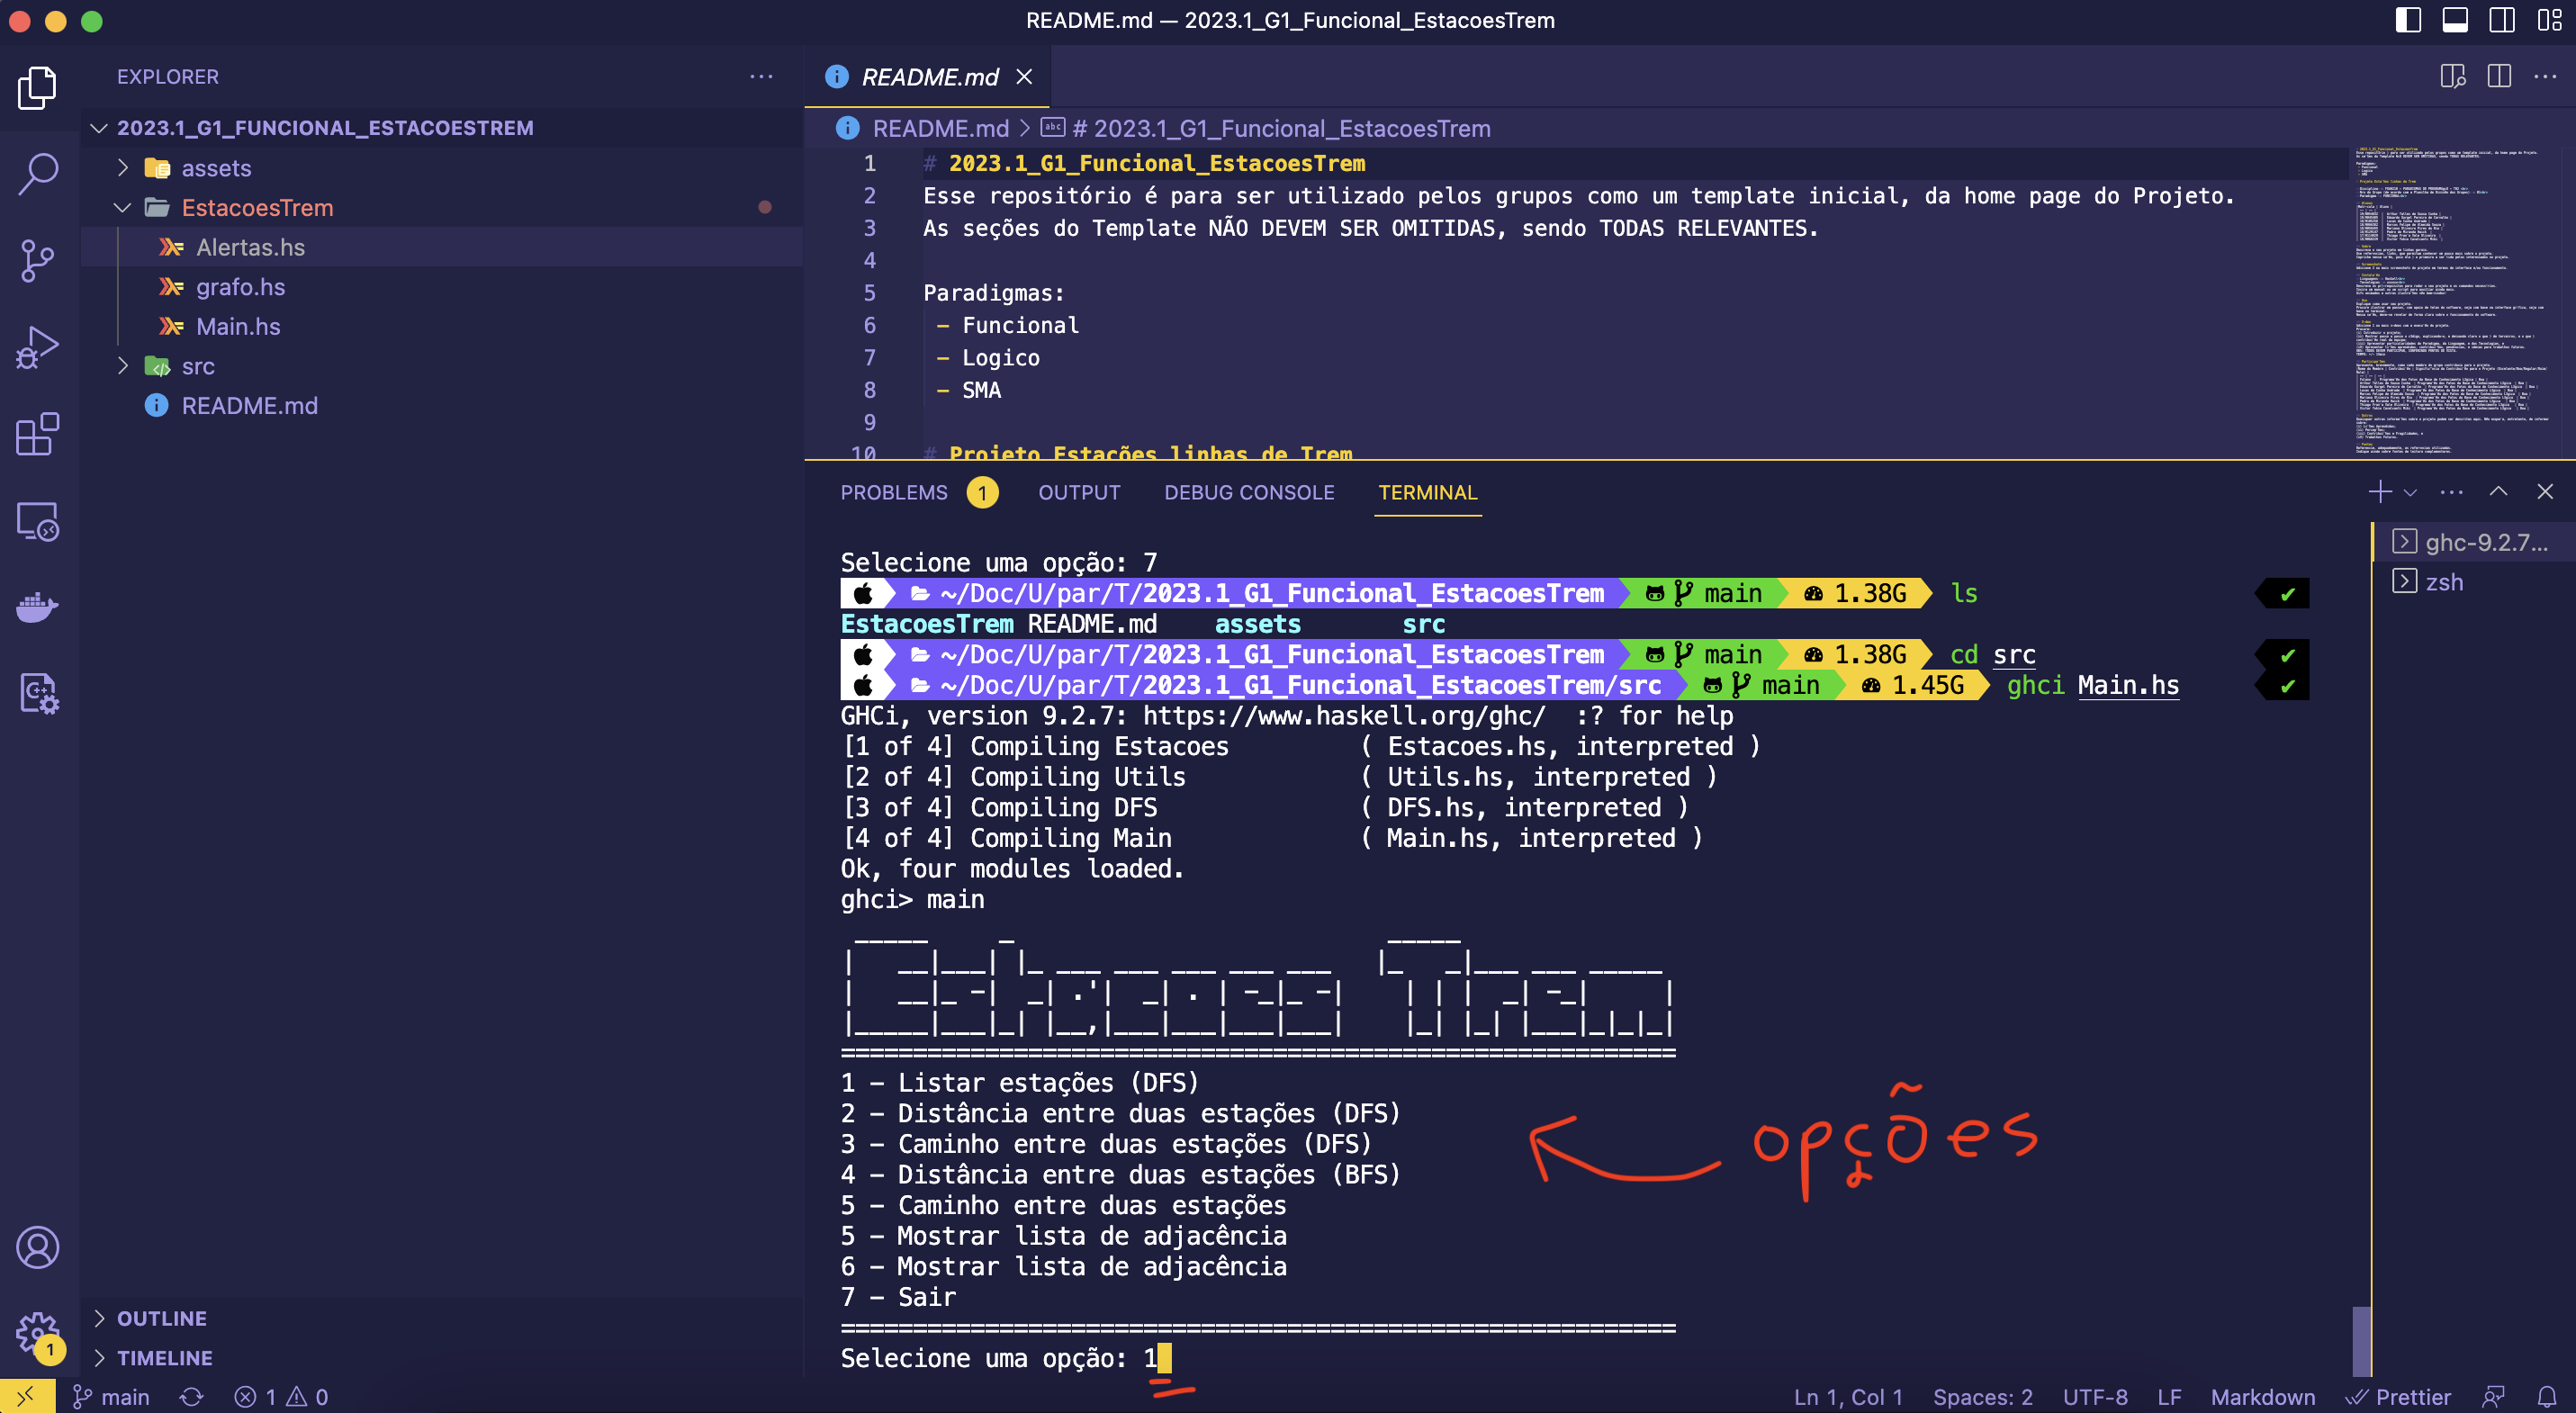 README.md — 2023.1_G1_Funcional_EstacoesTrem
EXPLORER
2023.1_G1_FUNCIONAL_ESTACOESTREM
assets
EstacoesTrem
Alertas.hs
grafo.hs
Main.hs
src
README.md
OUTLINE
TIMELINE
README.md
README.md > # 2023.1_G1_Funcional_EstacoesTrem
1 # 2023.1_G1_Funcional_EstacoesTrem
2 Esse repositório é para ser utilizado pelos grupos como um template inicial, da home page do Projeto.
3 As seções do Template NÃO DEVEM SER OMITIDAS, sendo TODAS RELEVANTES.
4
5 Paradigmas:
6 - Funcional
7 - Logico
8 - SMA
9
10 # Projeto Estações linhas de Trem
PROBLEMS 1 OUTPUT DEBUG CONSOLE TERMINAL
Selecione uma opção: 7
~/Doc/U/par/T/2023.1_G1_Funcional_EstacoesTrem main 1.38G ls ✔
EstacoesTrem README.md assets src
~/Doc/U/par/T/2023.1_G1_Funcional_EstacoesTrem main 1.38G cd src ✔
~/Doc/U/par/T/2023.1_G1_Funcional_EstacoesTrem/src main 1.45G ghci Main.hs ✔
GHCi, version 9.2.7: https://www.haskell.org/ghc/ :? for help
[1 of 4] Compiling Estacoes ( Estacoes.hs, interpreted )
[2 of 4] Compiling Utils ( Utils.hs, interpreted )
[3 of 4] Compiling DFS ( DFS.hs, interpreted )
[4 of 4] Compiling Main ( Main.hs, interpreted )
Ok, four modules loaded.
ghci> main
Estacoes Trem
==========================================================
1 - Listar estações (DFS)
2 - Distância entre duas estações (DFS)
3 - Caminho entre duas estações (DFS)
4 - Distância entre duas estações (BFS)
5 - Caminho entre duas estações
5 - Mostrar lista de adjacência
6 - Mostrar lista de adjacência
7 - Sair
==========================================================
Selecione uma opção: 1
opções
ghc-9.2.7...
zsh
1
main 1 0 Ln 1, Col 1 Spaces: 2 UTF-8 LF Markdown Prettier